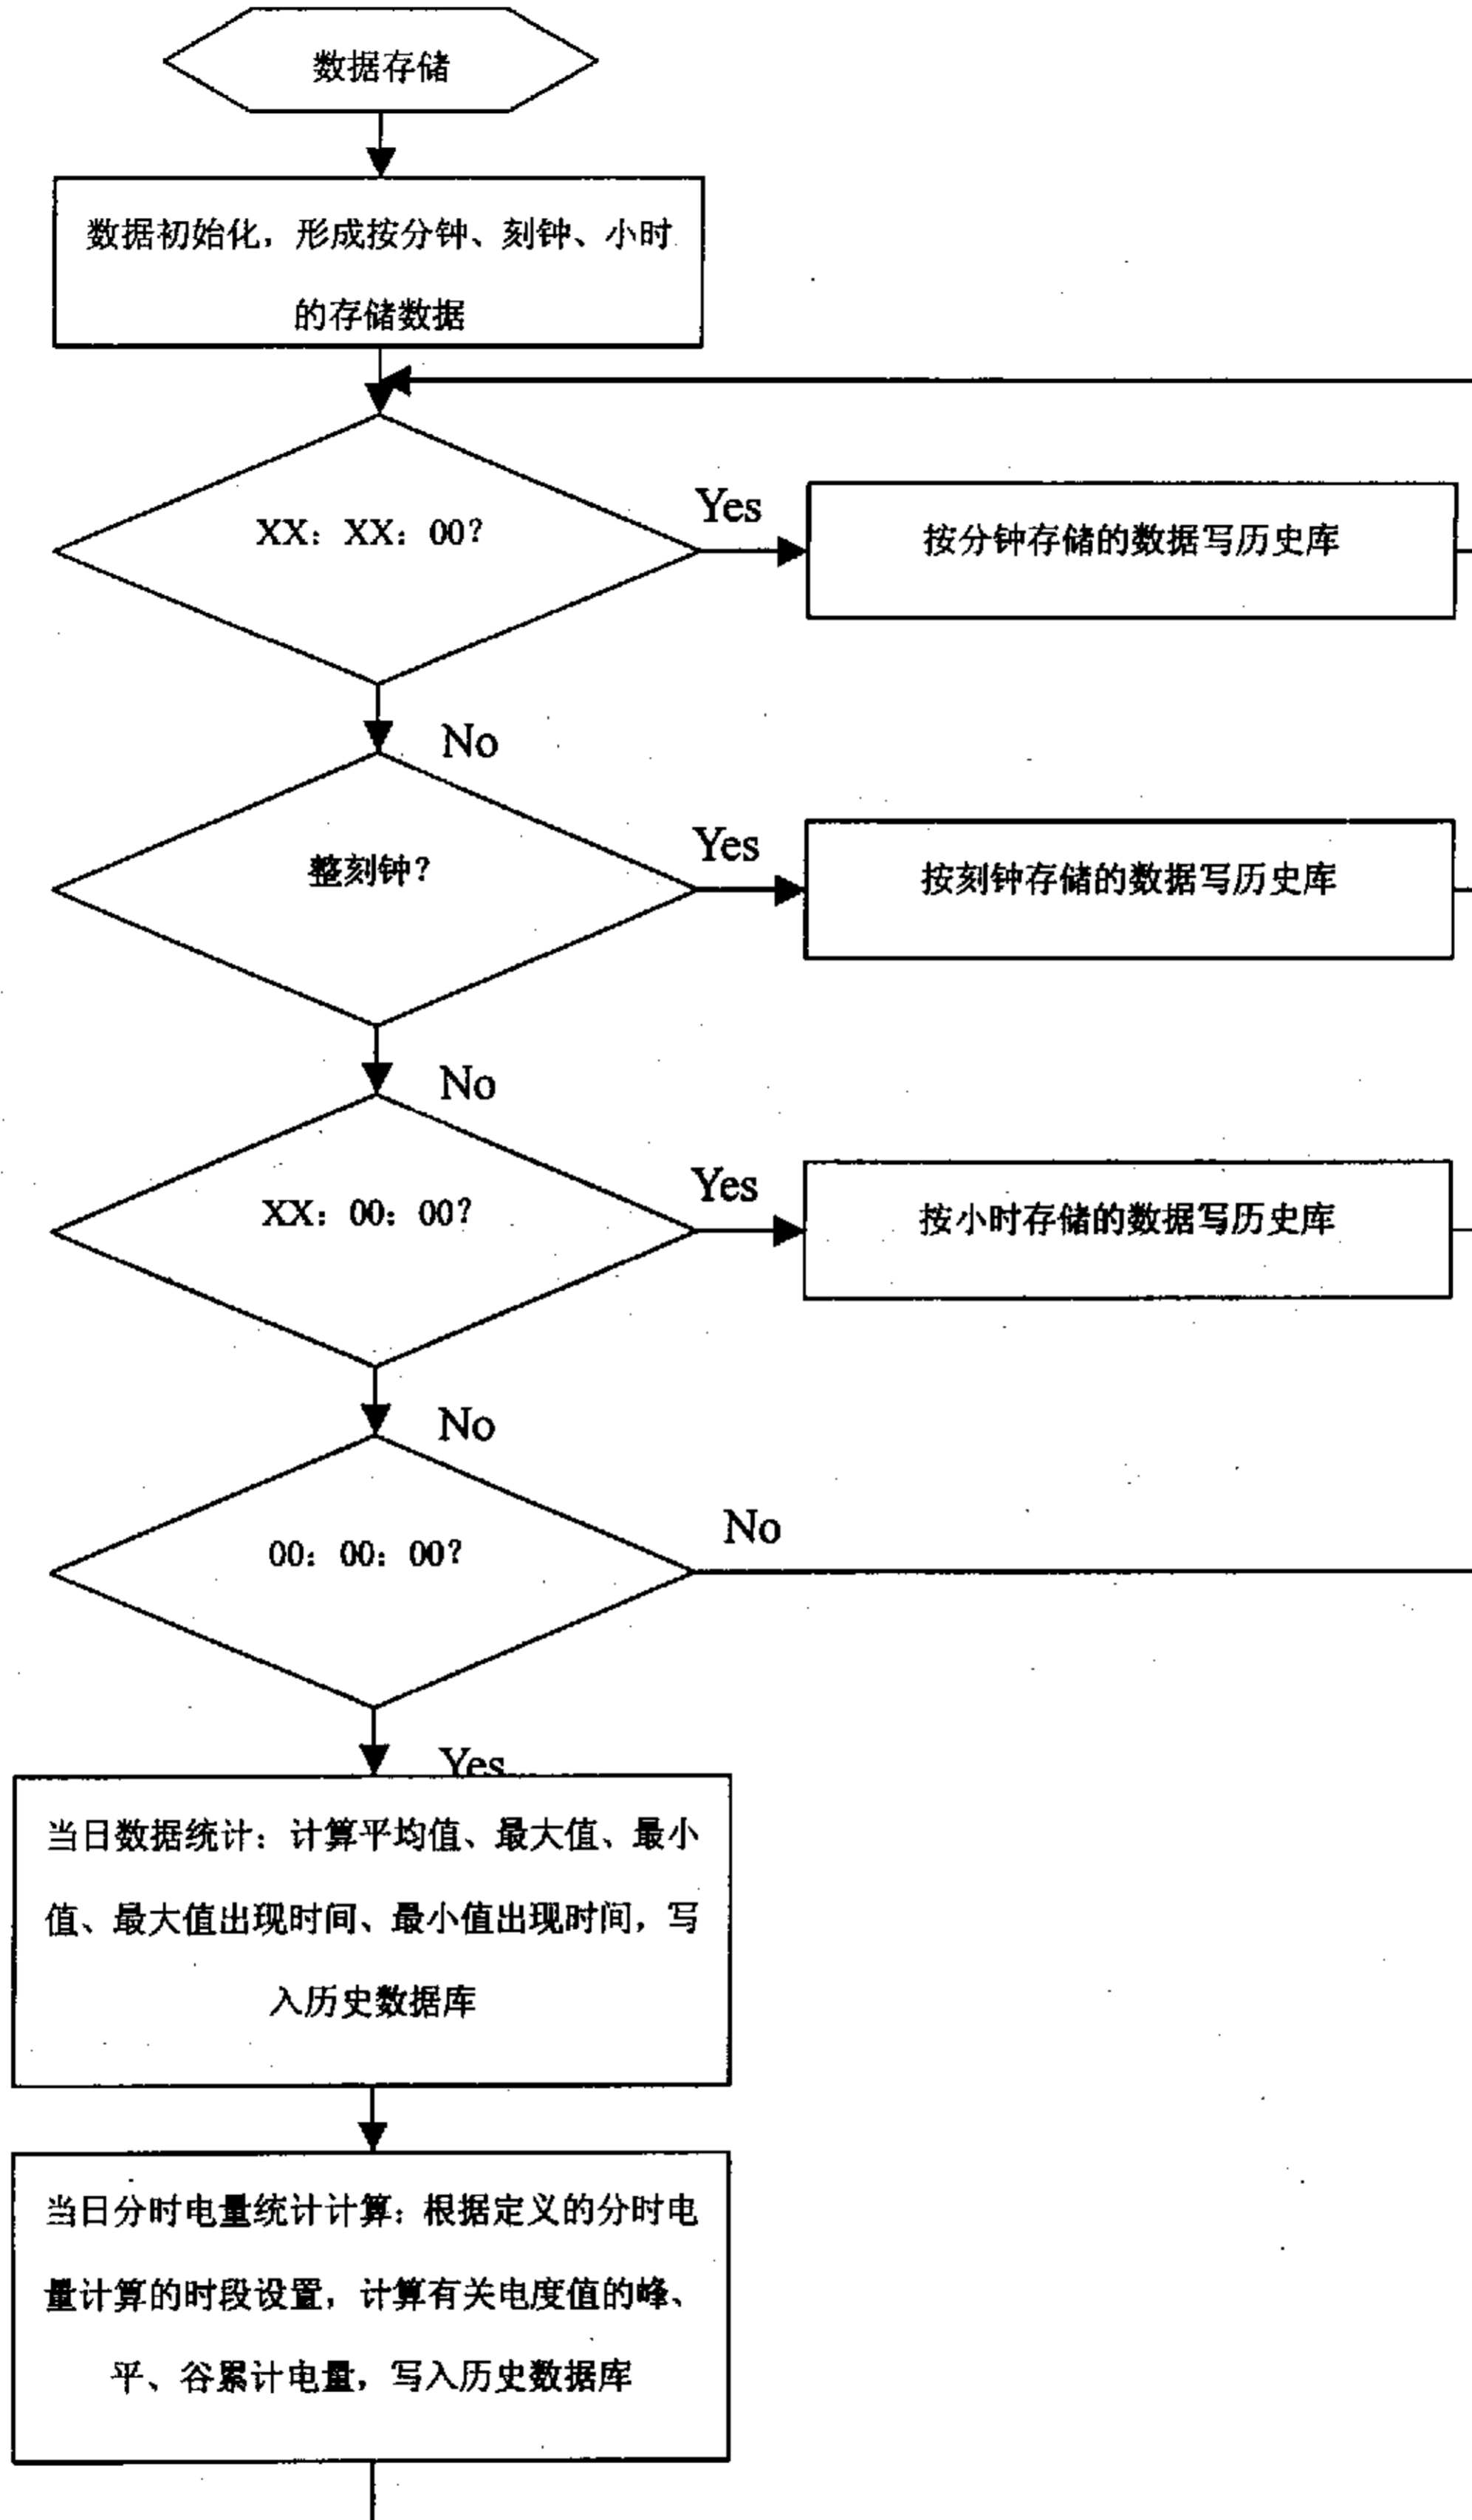 数据存储
数据初始化，形成按分钟、刻钟、小时
的存储数据
XX：XX：00？
Yes
按分钟存储的数据写历史库
No
整刻钟？
Yes
按刻钟存储的数据写历史库
No
XX：00：00？
Yes
按小时存储的数据写历史库
No
00：00：00？
No
Yes
当日数据统计：计算平均值、最大值、最小
值、最大值出现时间、最小值出现时间，写
入历史数据库
当日分时电量统计计算：根据定义的分时电
量计算的时段设置，计算有关电度值的峰、
平、谷累计电量，写入历史数据库